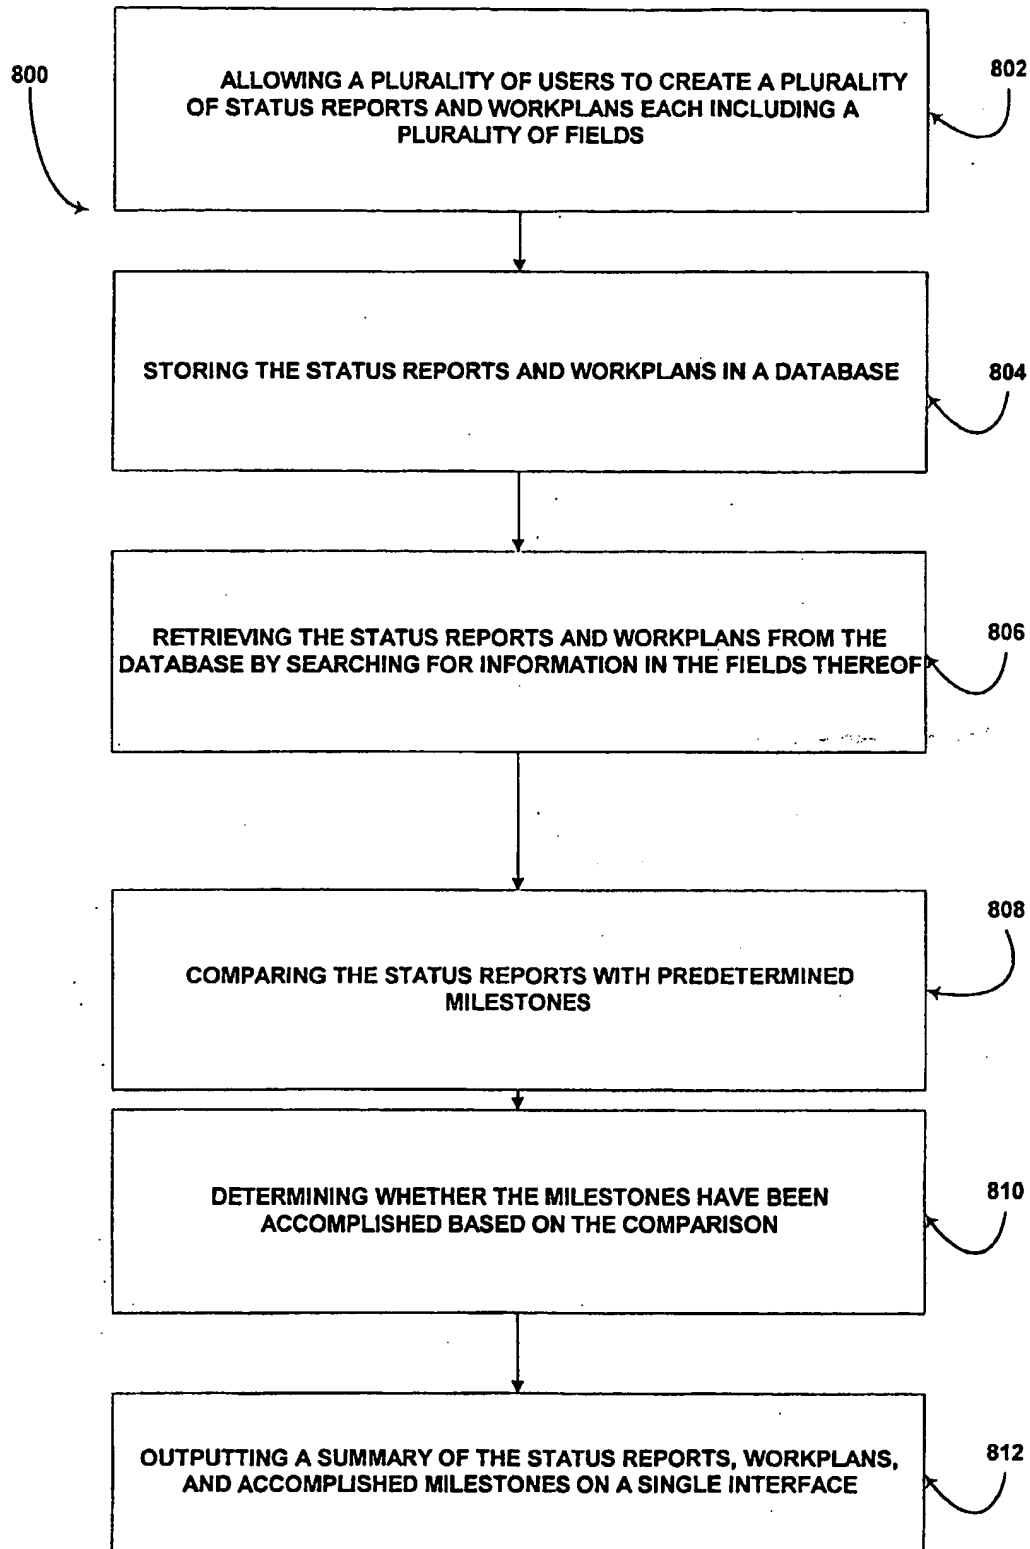 800
802
ALLOWING A PLURALITY OF USERS TO CREATE A PLURALITY
OF STATUS REPORTS AND WORKPLANS EACH INCLUDING A
PLURALITY OF FIELDS
STORING THE STATUS REPORTS AND WORKPLANS IN A DATABASE
804
RETRIEVING THE STATUS REPORTS AND WORKPLANS FROM THE
DATABASE BY SEARCHING FOR INFORMATION IN THE FIELDS THEREOF
806
808
COMPARING THE STATUS REPORTS WITH PREDETERMINED
MILESTONES
810
DETERMINING WHETHER THE MILESTONES HAVE BEEN
ACCOMPLISHED BASED ON THE COMPARISON
812
OUTPUTTING A SUMMARY OF THE STATUS REPORTS, WORKPLANS,
AND ACCOMPLISHED MILESTONES ON A SINGLE INTERFACE